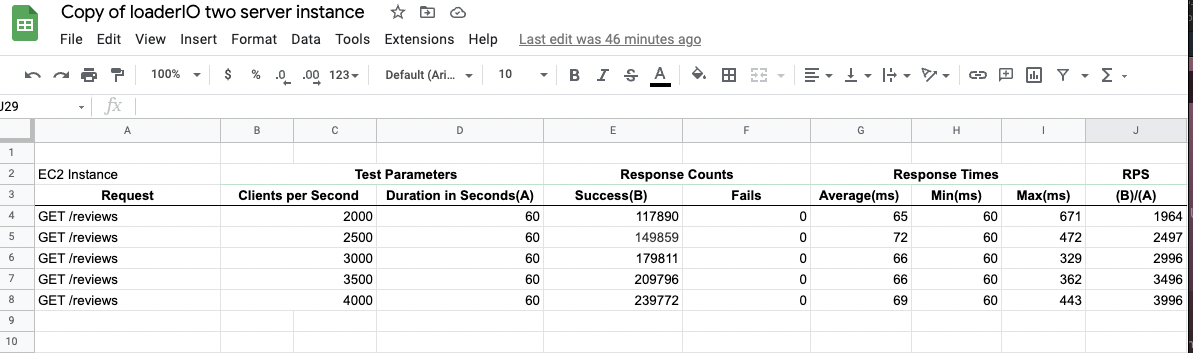 Copy of loaderIO two server instance
File Edit View Insert Format Data Tools Extensions Help Last edit was 46 minutes ago
100% $ % .0 .00 123 Default (Ari... 10 B I S A
J29 fx
A B C D E F G H I J
1
2 EC2 Instance Test Parameters Response Counts Response Times RPS
3 Request Clients per Second Duration in Seconds(A) Success(B) Fails Average(ms) Min(ms) Max(ms) (B)/(A)
4 GET /reviews 2000 60 117890 0 65 60 671 1964
5 GET /reviews 2500 60 149859 0 72 60 472 2497
6 GET /reviews 3000 60 179811 0 66 60 329 2996
7 GET /reviews 3500 60 209796 0 66 60 362 3496
8 GET /reviews 4000 60 239772 0 69 60 443 3996
9
10